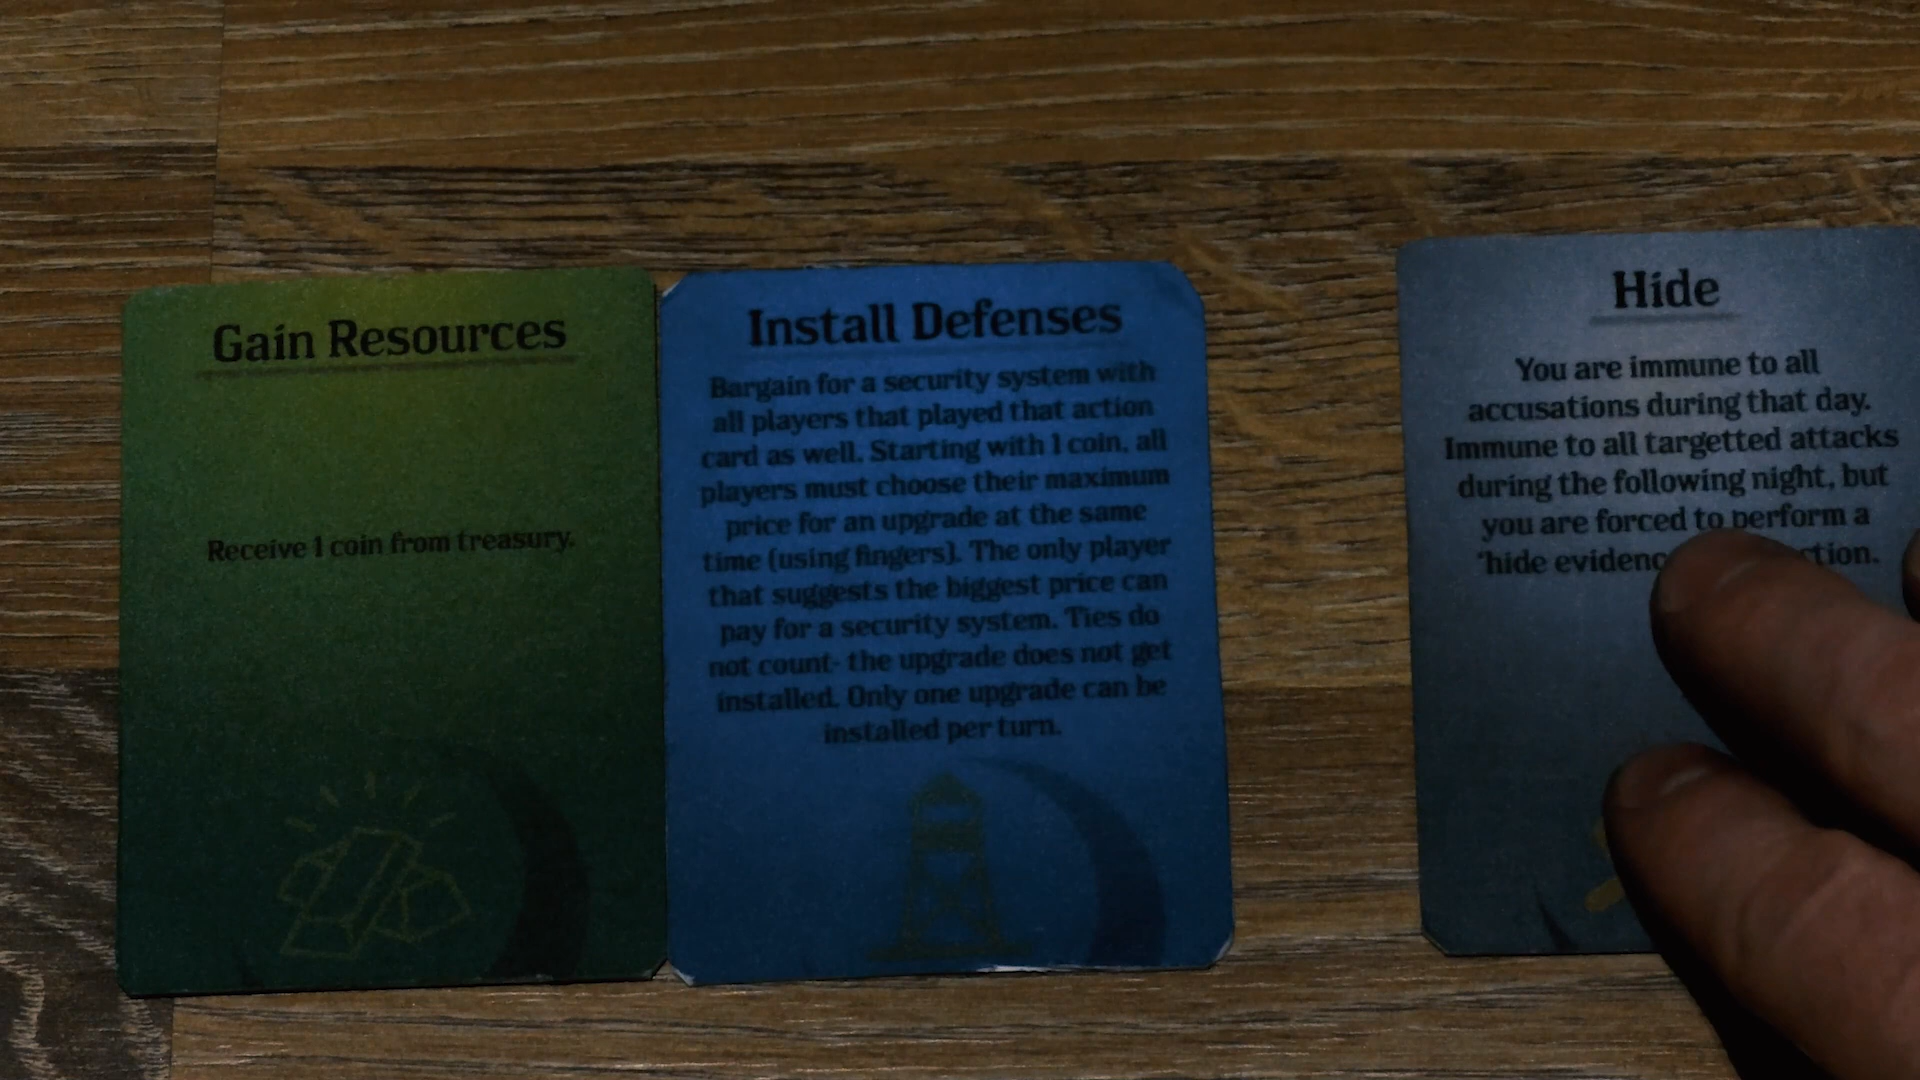 Gain Resources
Receive 1 coin from treasury.
Install Defenses
Bargain for a security system with
all players that played that action
card as well. Starting with 1 coin, all
players must choose their maximum
price for an upgrade at the same
time (using fingers). The only player
that suggests the biggest price can
pay for a security system. Ties do
not count- the upgrade does not get
installed. Only one upgrade can be
installed per turn.
Hide
You are immune to all
accusations during that day.
Immune to all targetted attacks
during the following night, but
you are forced to perform a
'hide